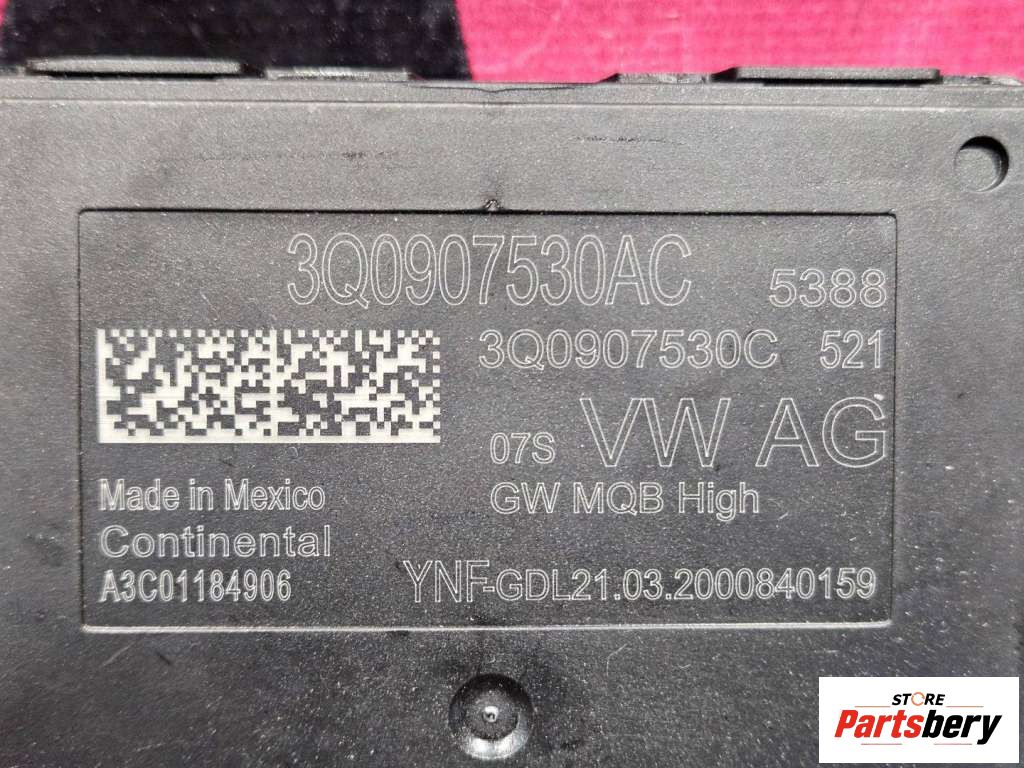 3Q0907530AC 5388
3Q0907530C 521
07S VW AG
Made in Mexico GW MQB High
Continental
A3C01184906 YNF-GDL21.03.2000840159
STORE
Partsbery